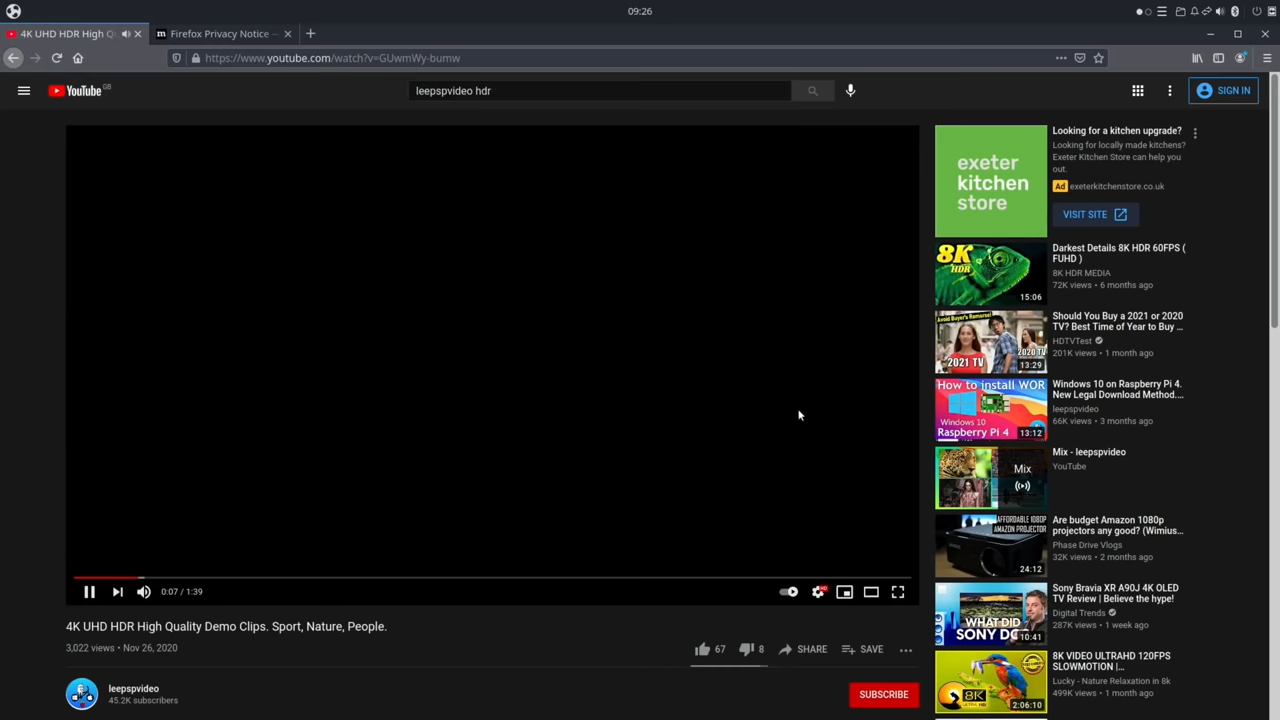 09:26
4K UHD HDR High Q
Firefox Privacy Notice —
https://www.youtube.com/watch?v=GUwmWy-bumw
YouTube GB
leepspvideo hdr
SIGN IN
exeter
kitchen
store
Looking for a kitchen upgrade?
Looking for locally made kitchens?
Exeter Kitchen Store can help you
out.
Ad exeterkitchenstore.co.uk
VISIT SITE
8K
HDR
15:06
Darkest Details 8K HDR 60FPS (
FUHD )
8K HDR MEDIA
72K views • 6 months ago
Avoid Buyer's Remorse!
2021 TV
2020 TV
13:29
Should You Buy a 2021 or 2020
TV? Best Time of Year to Buy ...
HDTVTest
201K views • 1 month ago
How to install WOR
Windows 10
Raspberry Pi 4
13:12
Windows 10 on Raspberry Pi 4.
New Legal Download Method....
leepspvideo
66K views • 3 months ago
Mix
Mix - leepspvideo
YouTube
AFFORDABLE 1080P
AMAZON PROJECTOR
24:12
Are budget Amazon 1080p
projectors any good? (Wimius...
Phase Drive Vlogs
32K views • 2 months ago
WHAT DID
SONY DO
10:41
Sony Bravia XR A90J 4K OLED
TV Review | Believe the hype!
Digital Trends
287K views • 1 week ago
8K
2:06:10
8K VIDEO ULTRAHD 120FPS
SLOWMOTION |...
Lucky - Nature Relaxation in 8k
499K views • 1 month ago
0:07 / 1:39
HD
4K UHD HDR High Quality Demo Clips. Sport, Nature, People.
3,022 views • Nov 26, 2020
67
8
SHARE
SAVE
leepspvideo
45.2K subscribers
SUBSCRIBE